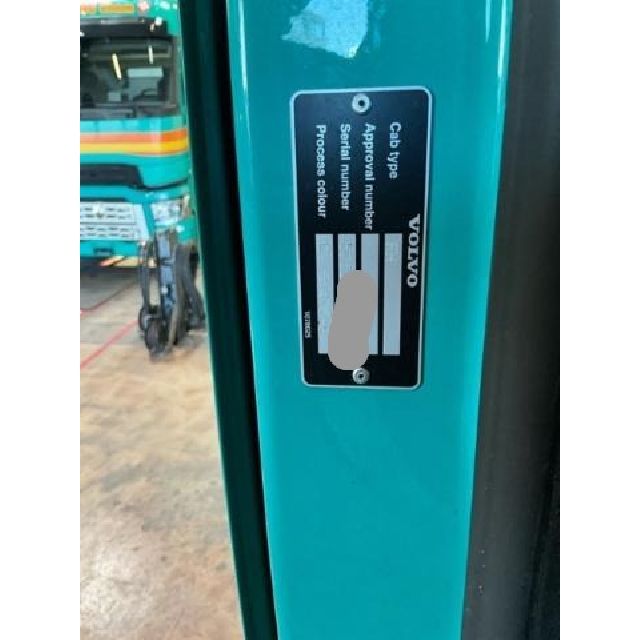 VOLVO
Cab type
Approval number
Serial number
Process colour